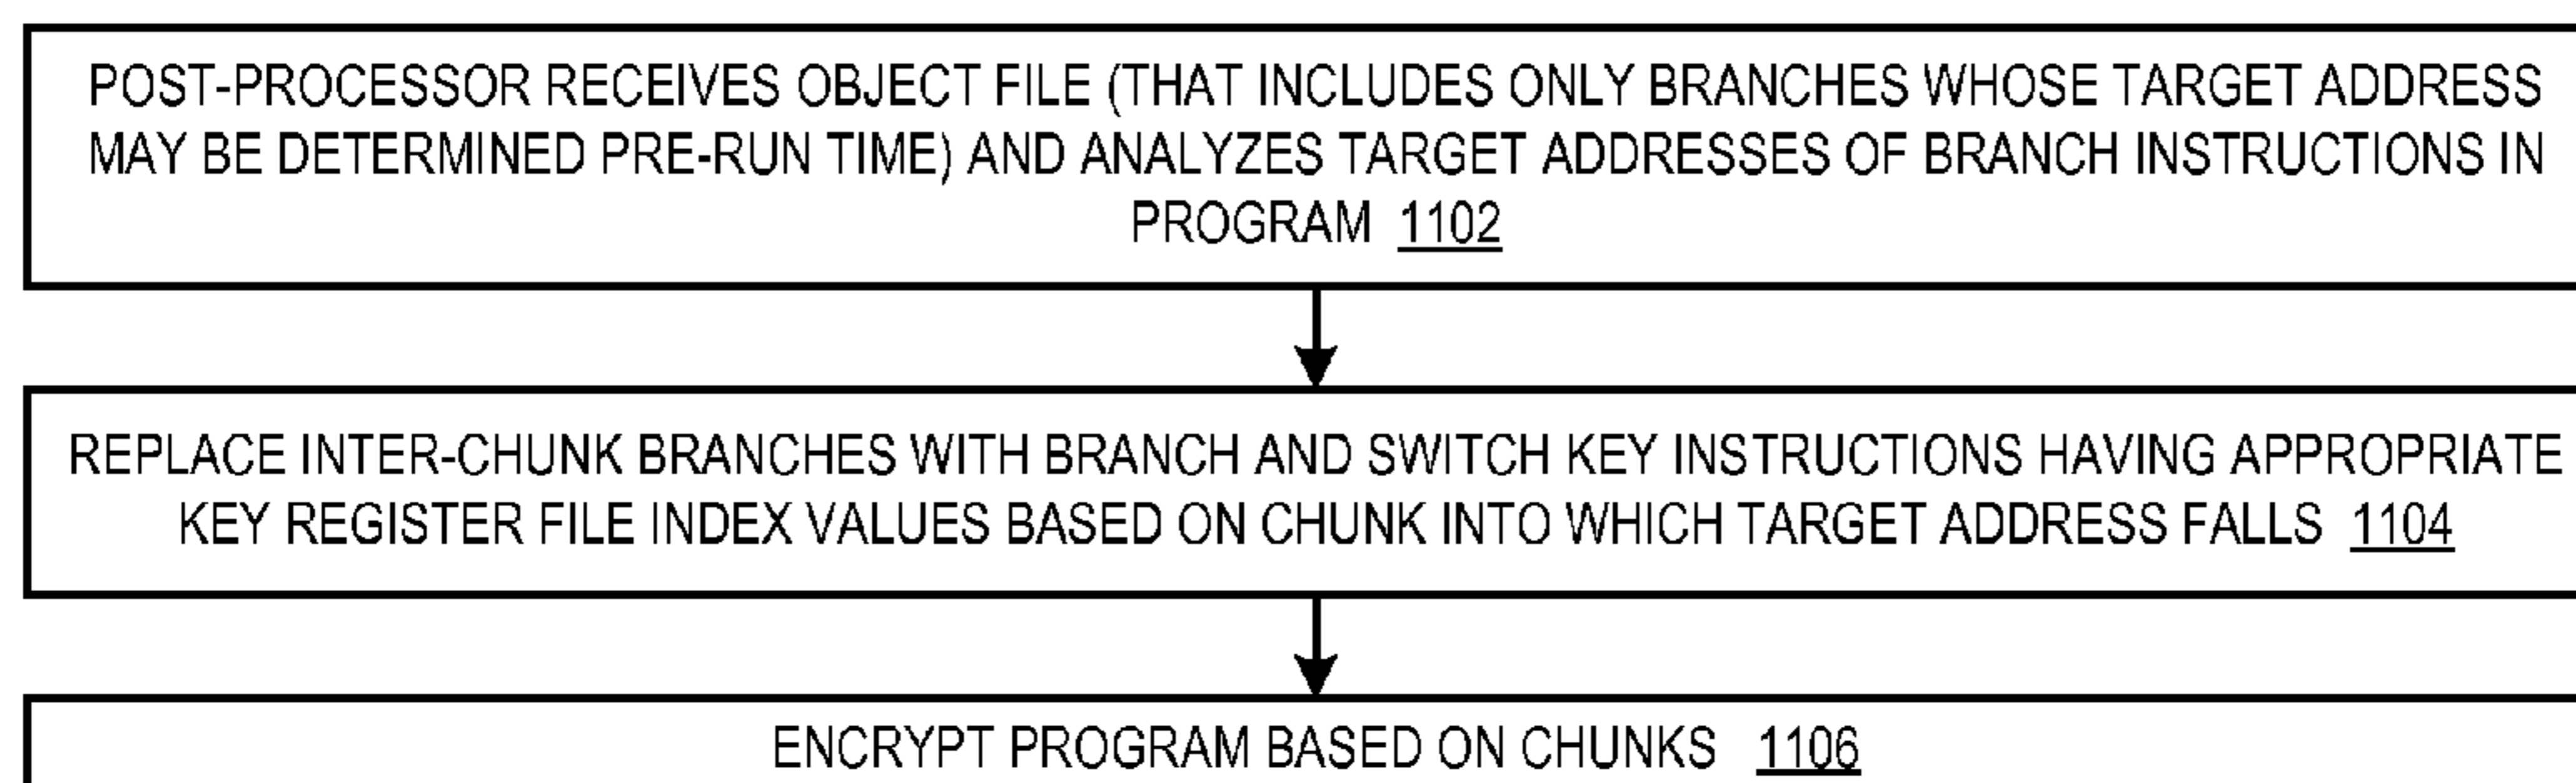 POST-PROCESSOR RECEIVES OBJECT FILE (THAT INCLUDES ONLY BRANCHES WHOSE TARGET ADDRESS
MAY BE DETERMINED PRE-RUN TIME) AND ANALYZES TARGET ADDRESSES OF BRANCH INSTRUCTIONS IN
PROGRAM 1102
REPLACE INTER-CHUNK BRANCHES WITH BRANCH AND SWITCH KEY INSTRUCTIONS HAVING APPROPRIATE
KEY REGISTER FILE INDEX VALUES BASED ON CHUNK INTO WHICH TARGET ADDRESS FALLS 1104
ENCRYPT PROGRAM BASED ON CHUNKS 1106